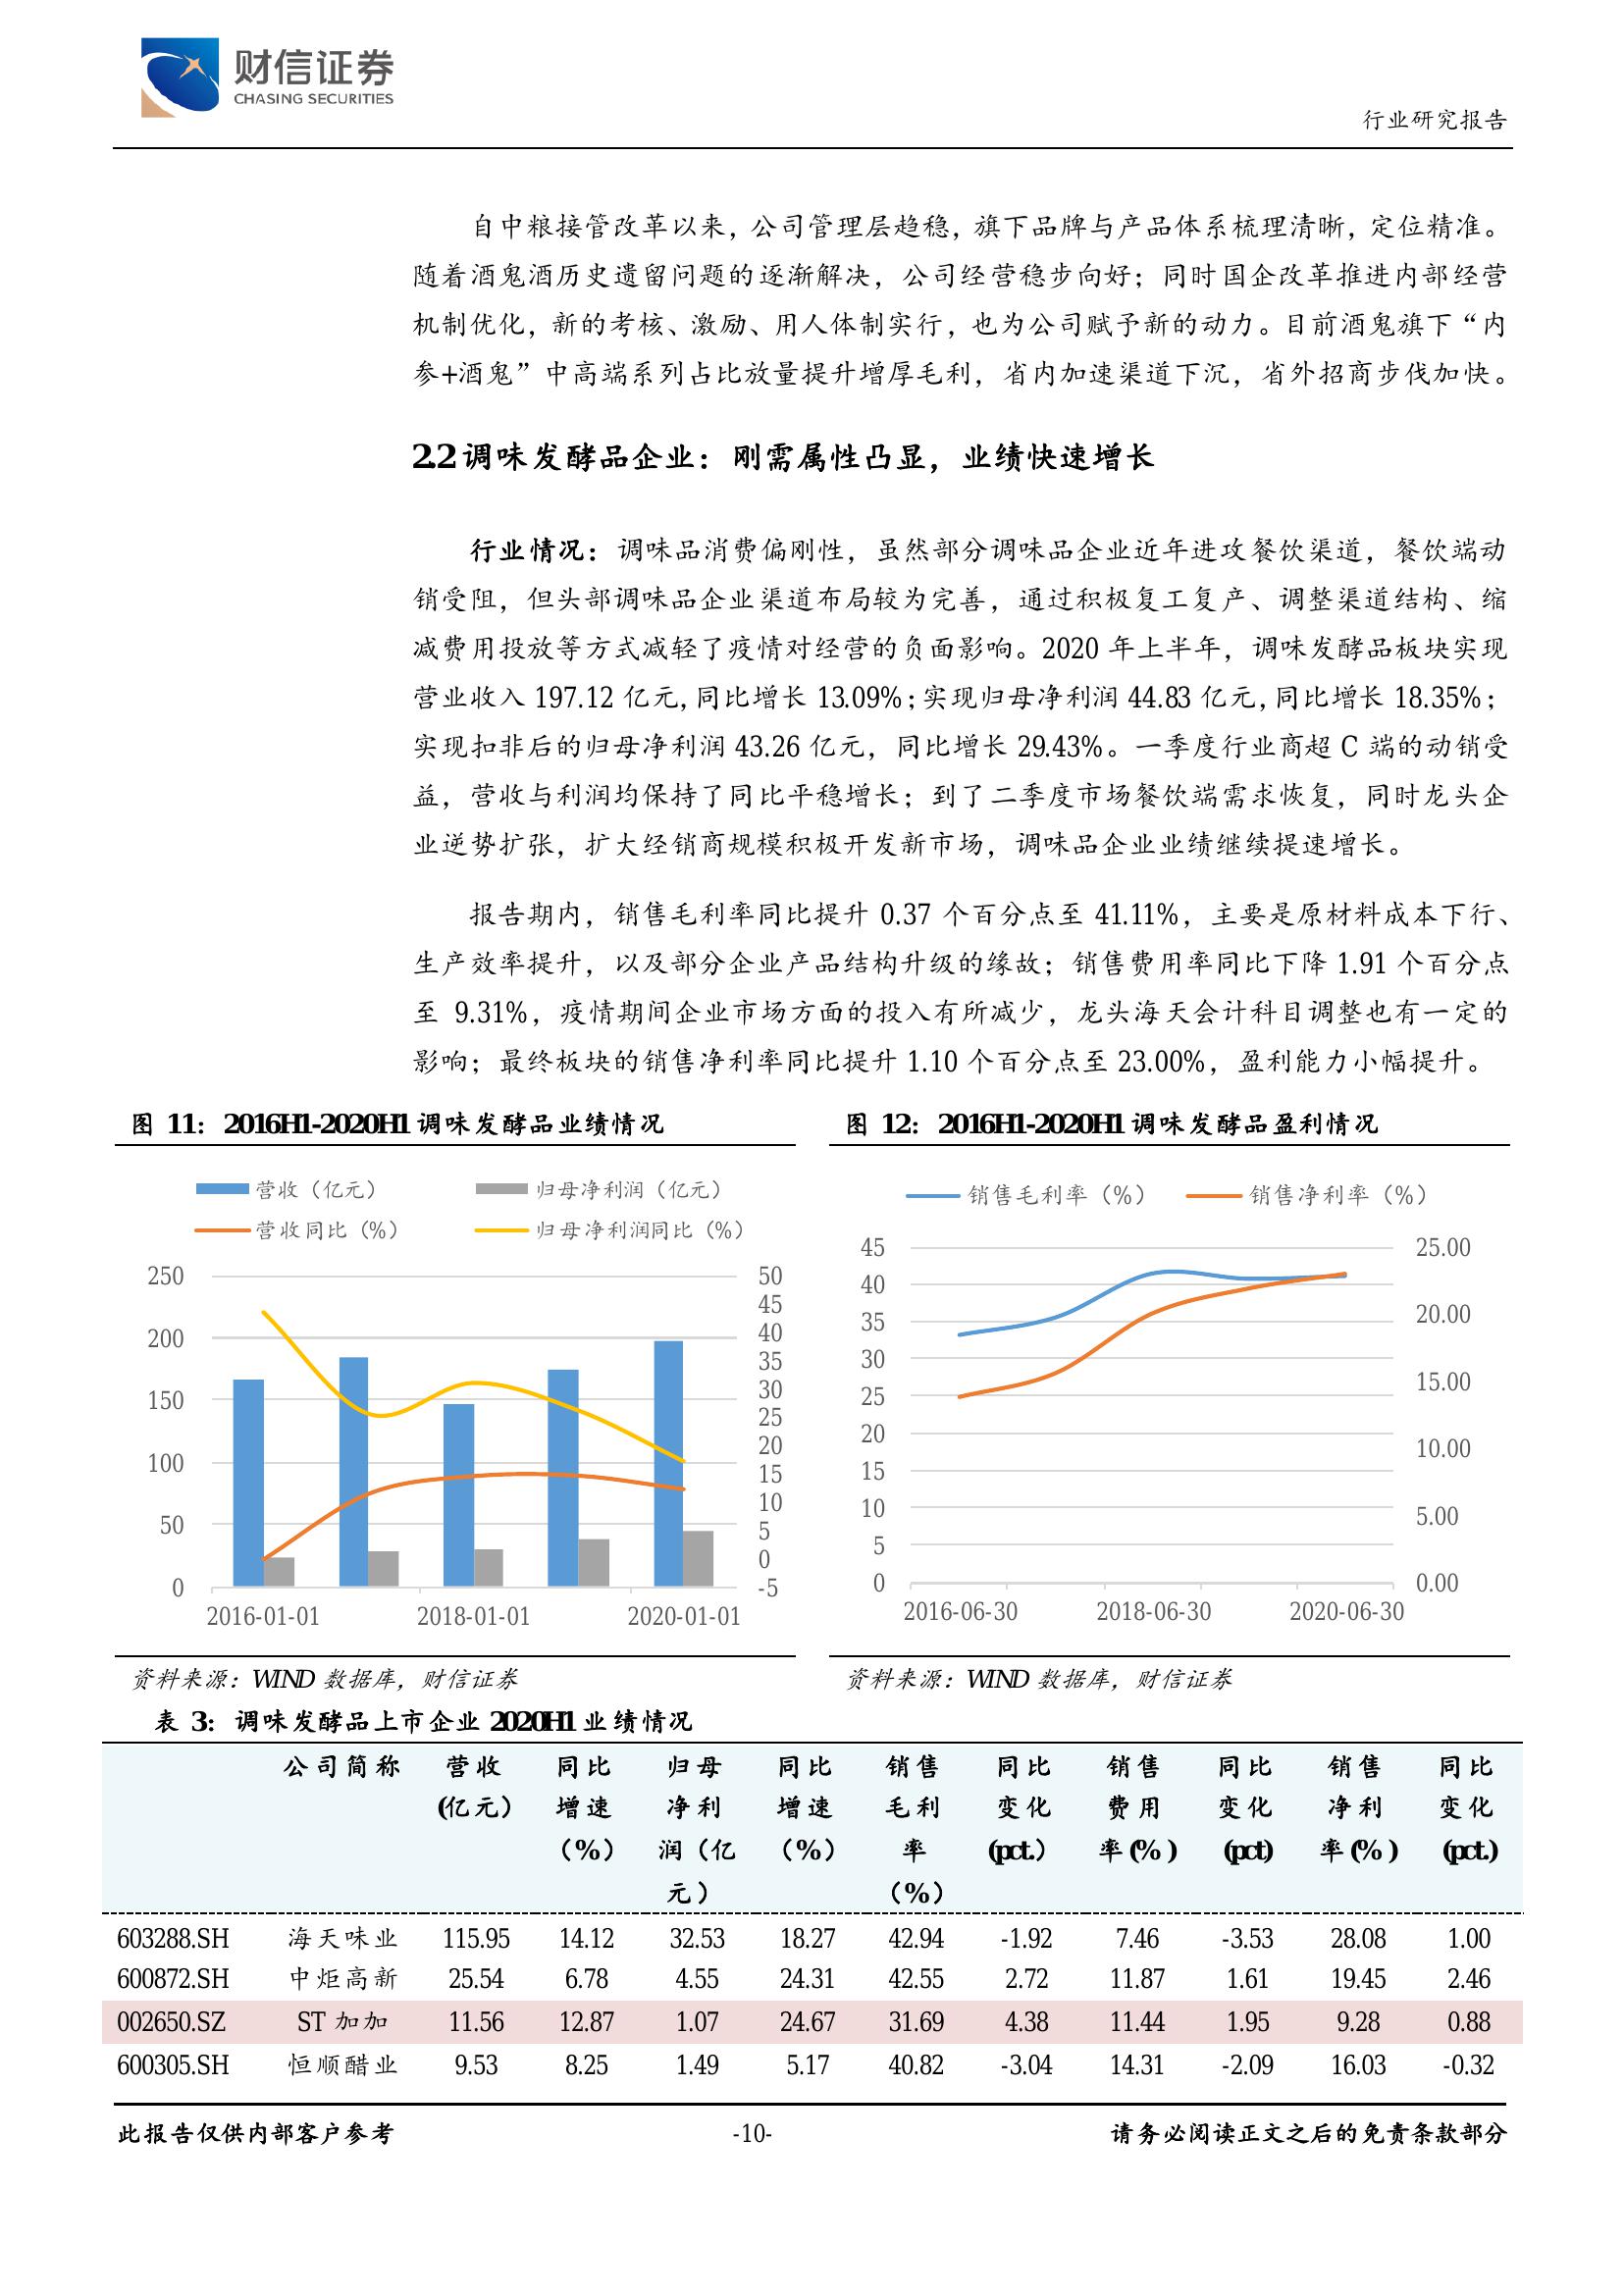 财信证券
CHASING SECURITIES
行业研究报告
自中粮接管改革以来，公司管理层趋稳，旗下品牌与产品体系梳理清晰，定位精准。
随着酒鬼酒历史遗留问题的逐渐解决，公司经营稳步向好；同时国企改革推进内部经营
机制优化，新的考核、激励、用人体制实行，也为公司赋予新的动力。目前酒鬼旗下“内
参+酒鬼”中高端系列占比放量提升增厚毛利，省内加速渠道下沉，省外招商步伐加快。
2.2 调味发酵品企业：刚需属性凸显，业绩快速增长
行业情况：调味品消费偏刚性，虽然部分调味品企业近年进攻餐饮渠道，餐饮端动
销受阻，但头部调味品企业渠道布局较为完善，通过积极复工复产、调整渠道结构、缩
减费用投放等方式减轻了疫情对经营的负面影响。2020 年上半年，调味发酵品板块实现
营业收入 197.12 亿元，同比增长 13.09%；实现归母净利润 44.83 亿元，同比增长 18.35%；
实现扣非后的归母净利润 43.26 亿元，同比增长 29.43%。一季度行业商超 C 端的动销受
益，营收与利润均保持了同比平稳增长；到了二季度市场餐饮端需求恢复，同时龙头企
业逆势扩张，扩大经销商规模积极开发新市场，调味品企业业绩继续提速增长。
报告期内，销售毛利率同比提升 0.37 个百分点至 41.11%，主要是原材料成本下行、
生产效率提升，以及部分企业产品结构升级的缘故；销售费用率同比下降 1.91 个百分点
至 9.31%，疫情期间企业市场方面的投入有所减少，龙头海天会计科目调整也有一定的
影响；最终板块的销售净利率同比提升 1.10 个百分点至 23.00%，盈利能力小幅提升。
图 11：2016H1-2020H1 调味发酵品业绩情况
营收（亿元） 归母净利润（亿元）
营收同比（%） 归母净利润同比（%）
250 50
45
200 40
35
150 30
25
100 20
15
50 10
5
0
0 -5
2016-01-01 2018-01-01 2020-01-01
资料来源：WIND 数据库，财信证券
图 12：2016H1-2020H1 调味发酵品盈利情况
销售毛利率（%） 销售净利率（%）
45 25.00
40
35 20.00
30
25 15.00
20 10.00
15
10
5 5.00
0 0.00
2016-06-30 2018-06-30 2020-06-30
资料来源：WIND 数据库，财信证券
表 3：调味发酵品上市企业 2020H1 业绩情况
公司简称 营收 同比 归母 同比 销售 同比 销售 同比 销售 同比
(亿元） 增速 净利 增速 毛利 变化 费用 变化 净利 变化
（%） 润（亿 （%） 率 (pct.） 率(%） (pct) 率(%） (pct.)
元） （%）
603288.SH 海天味业 115.95 14.12 32.53 18.27 42.94 -1.92 7.46 -3.53 28.08 1.00
600872.SH 中炬高新 25.54 6.78 4.55 24.31 42.55 2.72 11.87 1.61 19.45 2.46
002650.SZ ST 加加 11.56 12.87 1.07 24.67 31.69 4.38 11.44 1.95 9.28 0.88
600305.SH 恒顺醋业 9.53 8.25 1.49 5.17 40.82 -3.04 14.31 -2.09 16.03 -0.32
此报告仅供内部客户参考 -10- 请务必阅读正文之后的免责条款部分